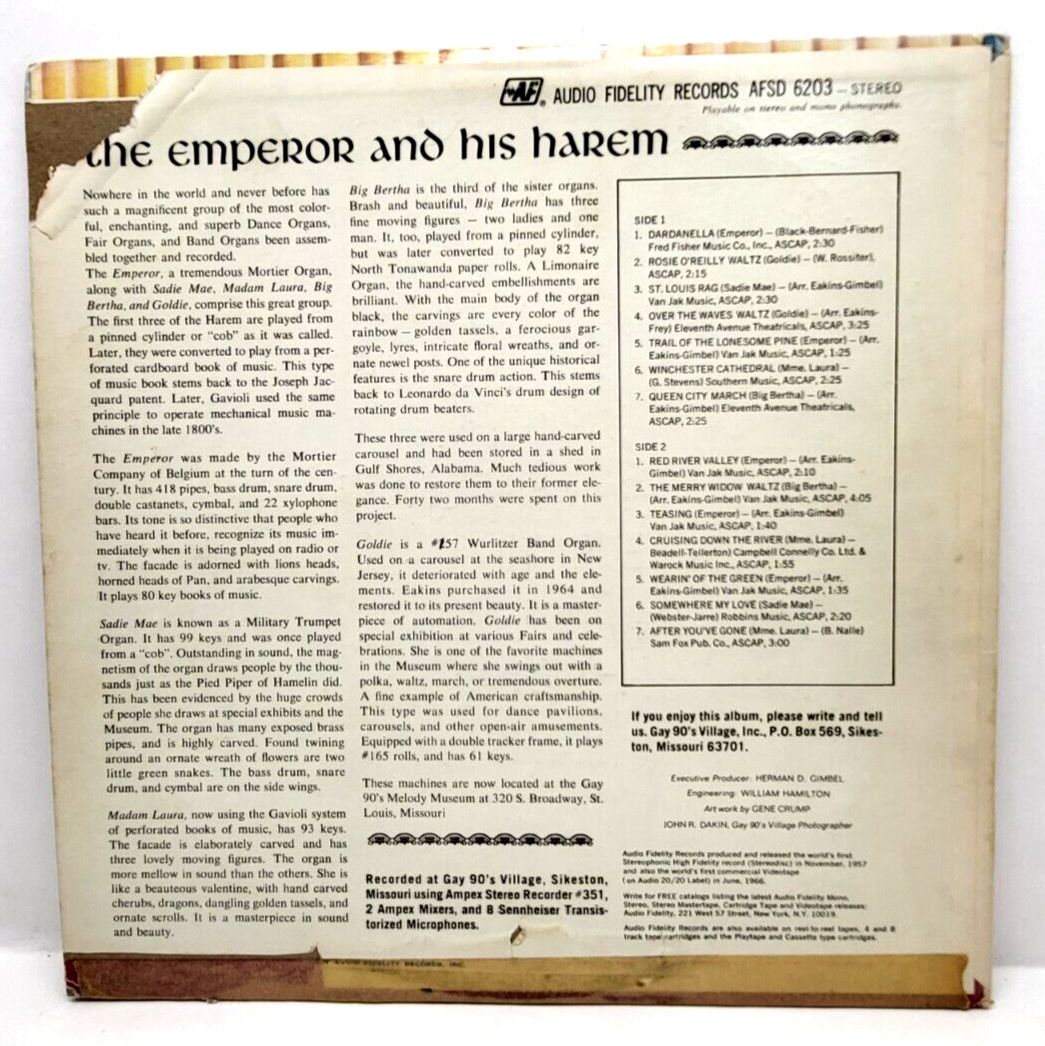 AF® AUDIO FIDELITY RECORDS AFSD 6203 – STEREO
Playable on stereo and mono phonographs.
the emperor and his harem
Nowhere in the world and never before has
such a magnificent group of the most color-
ful, enchanting, and superb Dance Organs,
Fair Organs, and Band Organs been assem-
bled together and recorded.
The Emperor, a tremendous Mortier Organ,
along with Sadie Mae, Madam Laura, Big
Bertha, and Goldie, comprise this great group.
The first three of the Harem are played from
a pinned cylinder or "cob" as it was called.
Later, they were converted to play from a per-
forated cardboard book of music. This type
of music book stems back to the Joseph Jac-
quard patent. Later, Gavioli used the same
principle to operate mechanical music ma-
chines in the late 1800's.
The Emperor was made by the Mortier
Company of Belgium at the turn of the cen-
tury. It has 418 pipes, bass drum, snare drum,
double castanets, cymbal, and 22 xylophone
bars. Its tone is so distinctive that people who
have heard it before, recognize its music im-
mediately when it is being played on radio or
tv. The facade is adorned with lions heads,
horned heads of Pan, and arabesque carvings.
It plays 80 key books of music.
Sadie Mae is known as a Military Trumpet
Organ. It has 99 keys and was once played
from a "cob". Outstanding in sound, the mag-
netism of the organ draws people by the thou-
sands just as the Pied Piper of Hamelin did.
This has been evidenced by the huge crowds
of people she draws at special exhibits and the
Museum. The organ has many exposed brass
pipes, and is highly carved. Found twining
around an ornate wreath of flowers are two
little green snakes. The bass drum, snare
drum, and cymbal are on the side wings.
Madam Laura, now using the Gavioli system
of perforated books of music, has 93 keys.
The facade is elaborately carved and has
three lovely moving figures. The organ is
more mellow in sound than the others. She is
like a beauteous valentine, with hand carved
cherubs, dragons, dangling golden tassels, and
ornate scrolls. It is a masterpiece in sound
and beauty.
Big Bertha is the third of the sister organs.
Brash and beautiful, Big Bertha has three
fine moving figures – two ladies and one
man. It, too, played from a pinned cylinder,
but was later converted to play 82 key
North Tonawanda paper rolls. A Limonaire
Organ, the hand-carved embellishments are
brilliant. With the main body of the organ
black, the carvings are every color of the
rainbow – golden tassels, a ferocious gar-
goyle, lyres, intricate floral wreaths, and or-
nate newel posts. One of the unique historical
features is the snare drum action. This stems
back to Leonardo da Vinci's drum design of
rotating drum beaters.
These three were used on a large hand-carved
carousel and had been stored in a shed in
Gulf Shores, Alabama. Much tedious work
was done to restore them to their former ele-
gance. Forty two months were spent on this
project.
Goldie is a #157 Wurlitzer Band Organ.
Used on a carousel at the seashore in New
Jersey, it deteriorated with age and the ele-
ments. Eakins purchased it in 1964 and
restored it to its present beauty. It is a master-
piece of automation. Goldie has been on
special exhibition at various Fairs and cele-
brations. She is one of the favorite machines
in the Museum where she swings out with a
polka, waltz, march, or tremendous overture.
A fine example of American craftsmanship.
This type was used for dance pavilions,
carousels, and other open-air amusements.
Equipped with a double tracker frame, it plays
#165 rolls, and has 61 keys.
These machines are now located at the Gay
90's Melody Museum at 320 S. Broadway, St.
Louis, Missouri
Recorded at Gay 90's Village, Sikeston,
Missouri using Ampex Stereo Recorder #351,
2 Ampex Mixers, and 8 Sennheiser Transis-
torized Microphones.
SIDE 1
1. DARDANELLA (Emperor) – (Black-Bernard-Fisher)
Fred Fisher Music Co., Inc., ASCAP, 2:30
2. ROSIE O'REILLY WALTZ (Goldie) – (W. Rossiter),
ASCAP, 2:15
3. ST. LOUIS RAG (Sadie Mae) – (Arr. Eakins-Gimbel)
Van Jak Music, ASCAP, 2:30
4. OVER THE WAVES WALTZ (Goldie) – (Arr. Eakins-
Frey) Eleventh Avenue Theatricals, ASCAP, 3:25
5. TRAIL OF THE LONESOME PINE (Emperor) – (Arr.
Eakins-Gimbel) Van Jak Music, ASCAP, 1:25
6. WINCHESTER CATHEDRAL (Mme. Laura) –
(G. Stevens) Southern Music, ASCAP, 2:25
7. QUEEN CITY MARCH (Big Bertha) – (Arr.
Eakins-Gimbel) Eleventh Avenue Theatricals,
ASCAP, 2:25
SIDE 2
1. RED RIVER VALLEY (Emperor) – (Arr. Eakins-
Gimbel) Van Jak Music, ASCAP, 2:10
2. THE MERRY WIDOW WALTZ (Big Bertha) –
(Arr. Eakins-Gimbel) Van Jak Music, ASCAP, 4:05
3. TEASING (Emperor) – (Arr. Eakins-Gimbel)
Van Jak Music, ASCAP, 1:40
4. CRUISING DOWN THE RIVER (Mme. Laura) –
Beadell-Tellerton) Campbell Connelly Co. Ltd. &
Warock Music Inc., ASCAP, 1:55
5. WEARIN' OF THE GREEN (Emperor) – (Arr.
Eakins-Gimbel) Van Jak Music, ASCAP, 1:35
6. SOMEWHERE MY LOVE (Sadie Mae) –
(Webster-Jarre) Robbins Music, ASCAP, 2:20
7. AFTER YOU'VE GONE (Mme. Laura) – (B. Nalle)
Sam Fox Pub. Co., ASCAP, 3:00
If you enjoy this album, please write and tell
us. Gay 90's Village, Inc., P.O. Box 569, Sikes-
ton, Missouri 63701.
Executive Producer: HERMAN D. GIMBEL
Engineering: WILLIAM HAMILTON
Art work by GENE CRUMP
JOHN R. DAKIN, Gay 90's Village Photographer
Audio Fidelity Records produced and released the world's first
Stereophonic High Fidelity record (Stereodisc) in November, 1957
and also the world's first commercial Videotape
(on Audio 20/20 Label) in June, 1966.
Write for FREE catalogs listing the latest Audio Fidelity Mono,
Stereo, Stereo Mastertape, Cartridge Tape and Videotape releases:
Audio Fidelity, 221 West 57 Street, New York, N.Y. 10019.
Audio Fidelity Records are also available on reel-to-reel tapes, 4 and 8
track tape cartridges and the Playtape and Cassette type cartridges.
AUDIO FIDELITY RECORDS, INC.